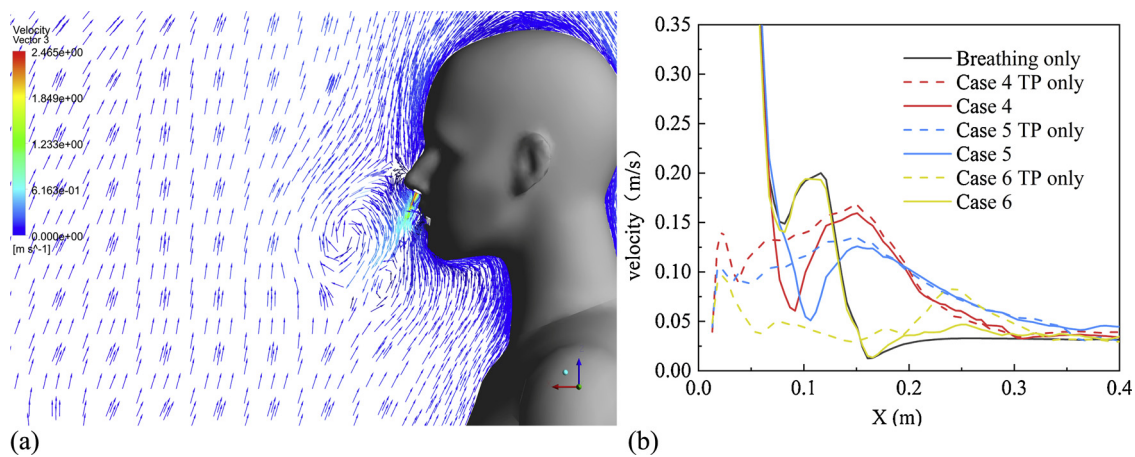 Velocity
Vector 3
2.465e+00
1.849e+00
1.233e+00
6.163e-01
0.000e+00
[m s^-1]
(a)
velocity (m/s)
0.35
0.30
0.25
0.20
0.15
0.10
0.05
0.00
0.0
0.1
0.2
0.3
0.4
X (m)
Breathing only
Case 4 TP only
Case 4
Case 5 TP only
Case 5
Case 6 TP only
Case 6
(b)